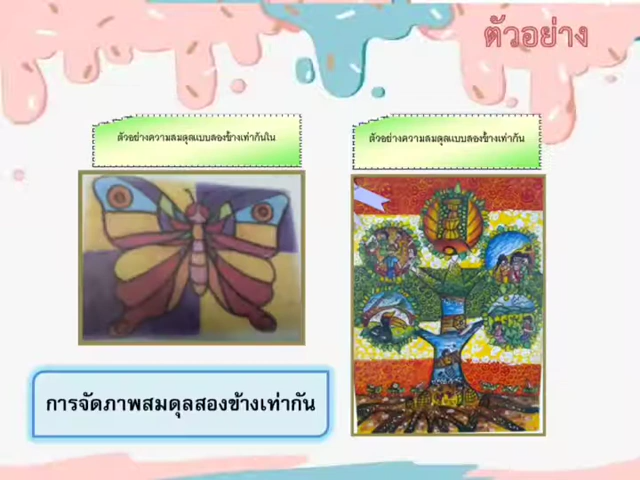 ตัวอย่าง
ตัวอย่างความสมดุลแบบสองข้างเท่ากันใน
ตัวอย่างความสมดุลแบบสองข้างเท่ากัน
การจัดภาพสมดุลสองข้างเท่ากัน